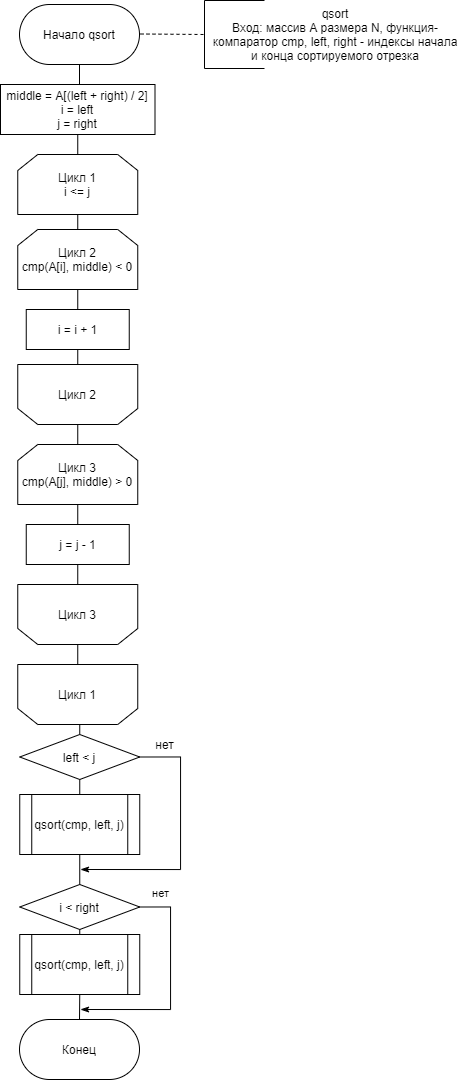 Начало qsort
qsort
Вход: массив A размера N, функция-
компаратор cmp, left, right - индексы начала
и конца сортируемого отрезка
middle = A[(left + right) / 2]
i = left
j = right
Цикл 1
i <= j
Цикл 2
cmp(A[i], middle) < 0
i = i + 1
Цикл 2
Цикл 3
cmp(A[j], middle) > 0
j = j - 1
Цикл 3
Цикл 1
left < j
нет
qsort(cmp, left, j)
нет
i < right
qsort(cmp, left, j)
Конец